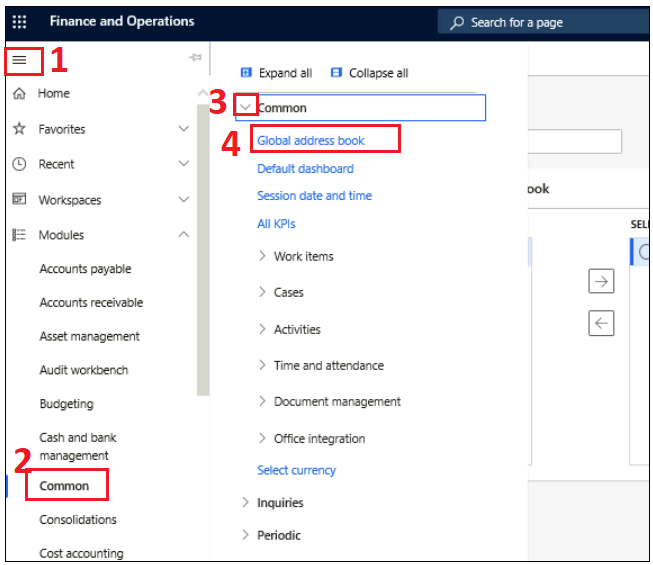 Finance and Operations
Search for a page
1
Expand all
Collapse all
Home
3
Common
Favorites
4
Global address book
Recent
Default dashboard
Workspaces
Session date and time
ook
Modules
All KPIs
SEL
Accounts payable
Work items
Accounts receivable
Cases
Asset management
Activities
Audit workbench
Time and attendance
Budgeting
Document management
Cash and bank
management
Office integration
2
Common
Select currency
Inquiries
Consolidations
Periodic
Cost accounting